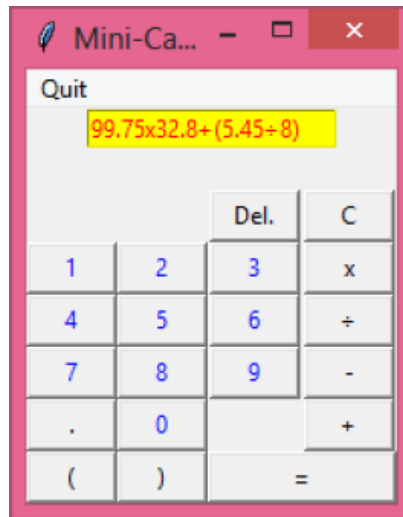 Mini-Ca...
Quit
99.75x32.8+(5.45÷8)
Del. C
1 2 3 x
4 5 6 ÷
7 8 9 -
. 0 +
( ) =